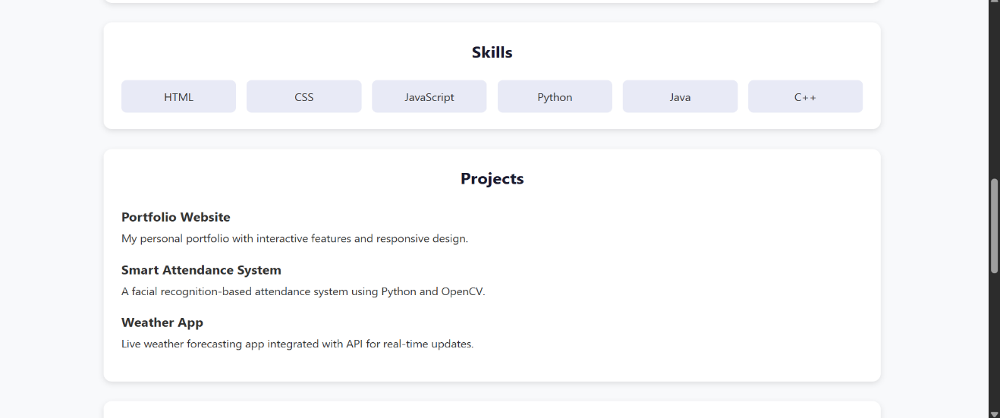 Skills
HTML CSS JavaScript Python Java C++
Projects
Portfolio Website
My personal portfolio with interactive features and responsive design.
Smart Attendance System
A facial recognition-based attendance system using Python and OpenCV.
Weather App
Live weather forecasting app integrated with API for real-time updates.